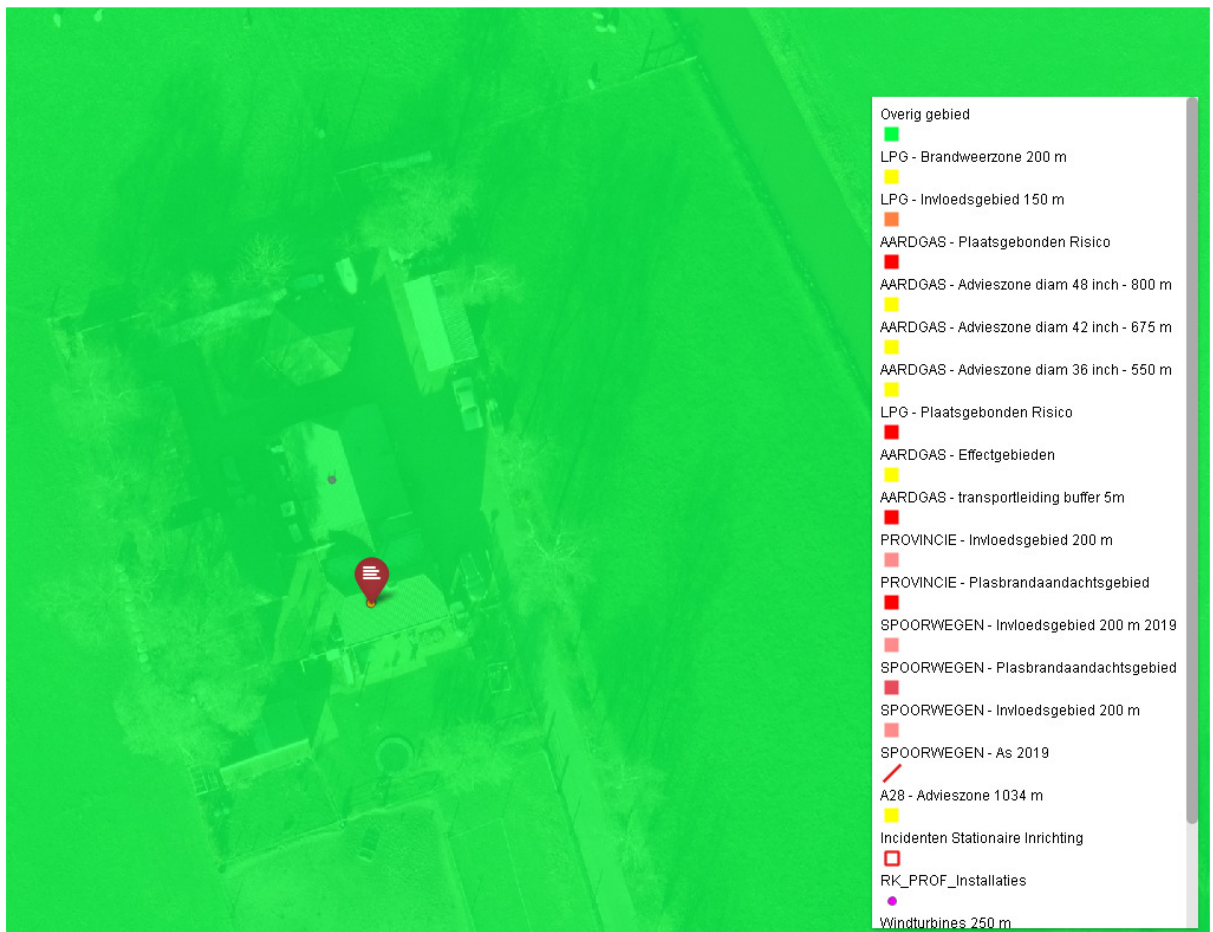 Overig gebied
LPG - Brandweerzone 200 m
LPG - Invloedsgebied 150 m
AARDGAS - Plaatsgebonden Risico
AARDGAS - Advieszone diam 48 inch - 800 m
AARDGAS - Advieszone diam 42 inch - 675 m
AARDGAS - Advieszone diam 36 inch - 550 m
LPG - Plaatsgebonden Risico
AARDGAS - Effectgebieden
AARDGAS - transportleiding buffer 5m
PROVINCIE - Invloedsgebied 200 m
PROVINCIE - Plasbrandaandachtsgebied
SPOORWEGEN - Invloedsgebied 200 m 2019
SPOORWEGEN - Plasbrandaandachtsgebied
SPOORWEGEN - Invloedsgebied 200 m
SPOORWEGEN - As 2019
A28 - Advieszone 1034 m
Incidenten Stationaire Inrichting
RK_PROF_Installaties
Windturbines 250 m